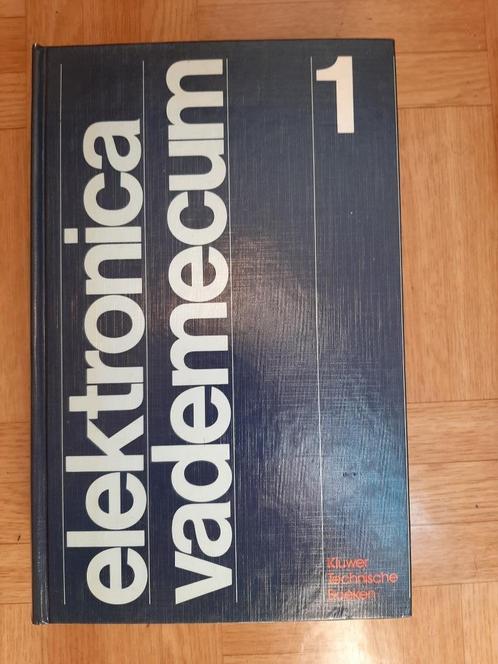 elektronica
vademecum
1
Kluwer
Technische
Boeken